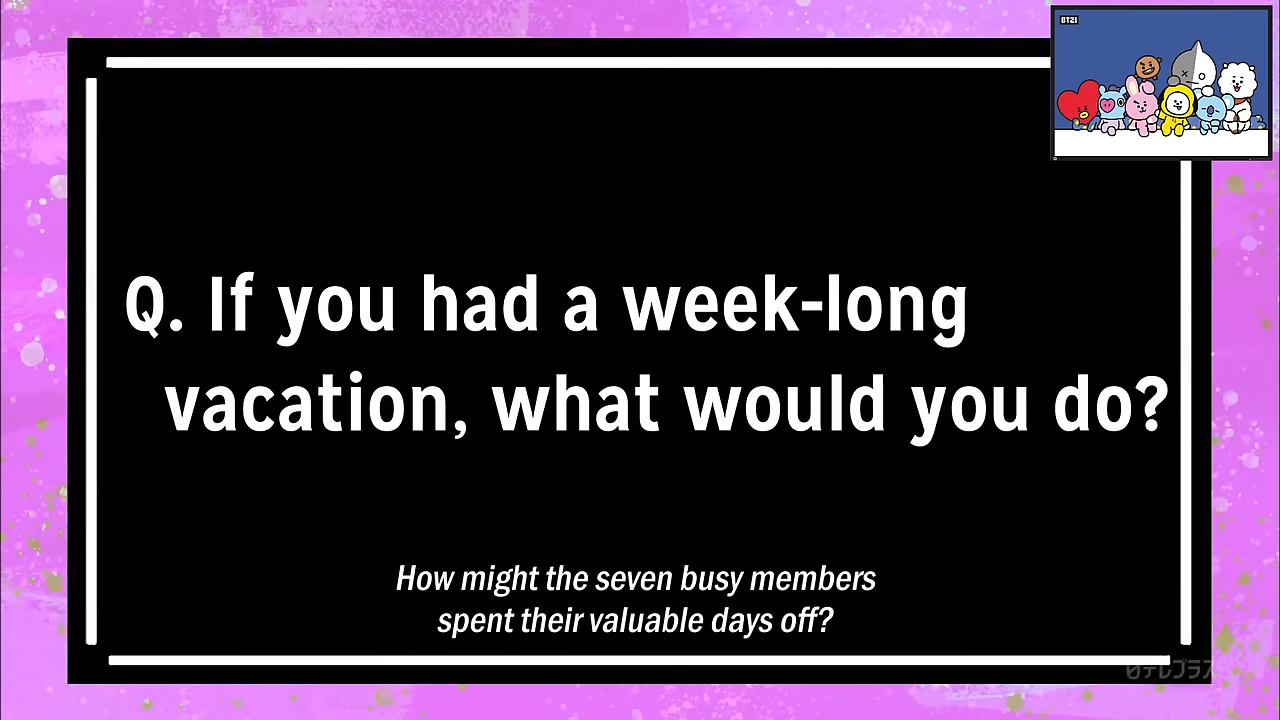 BT21
Q. If you had a week-long
vacation, what would you do?
How might the seven busy members
spent their valuable days off?
日テレプラス